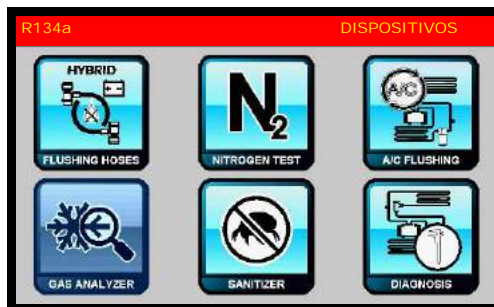 R134a DISPOSITIVOS
HYBRID
FLUSHING HOSES
N2
NITROGEN TEST
A/C
A/C FLUSHING
GAS ANALYZER
SANITIZER
DIAGNOSIS